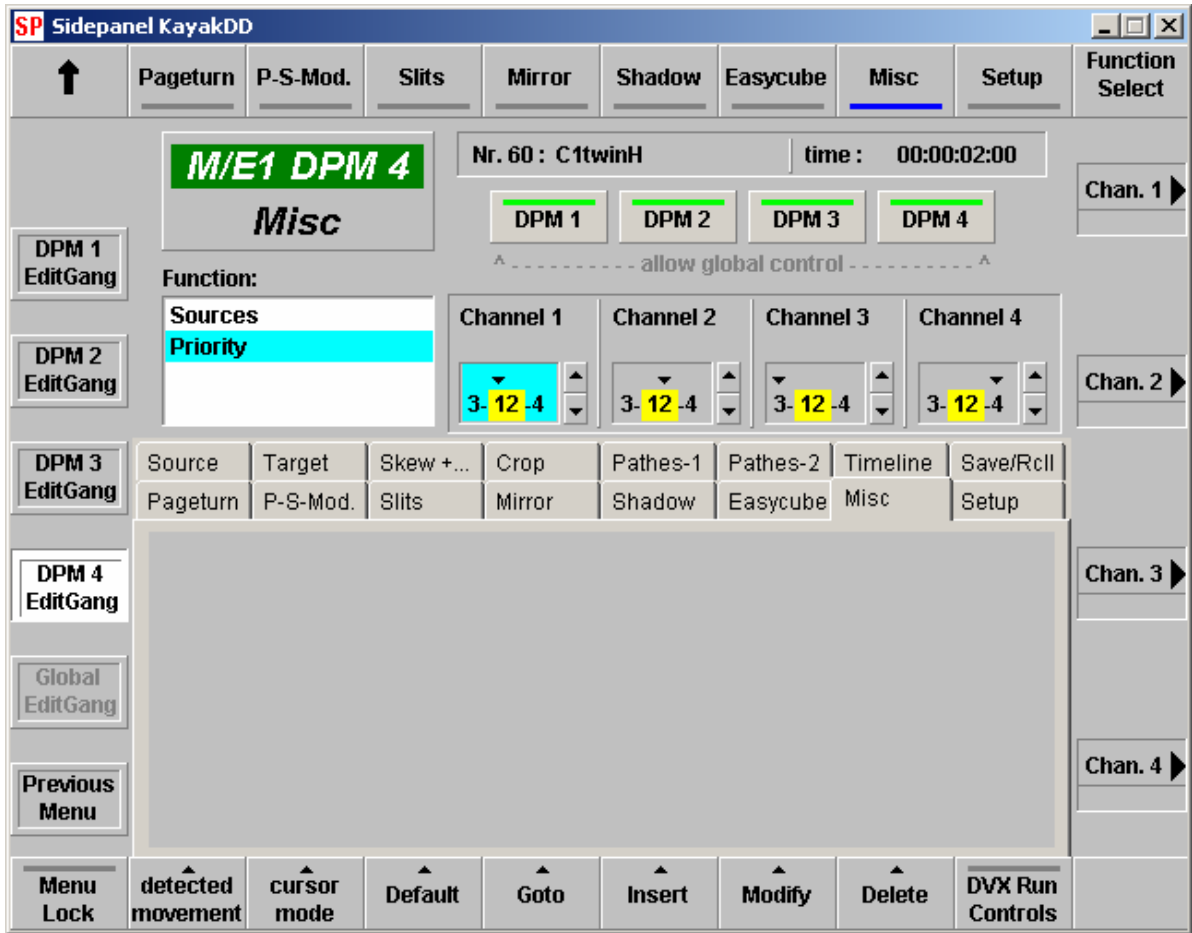 SP Sidepanel KayakDD
Pageturn P-S-Mod. Slits Mirror Shadow Easycube Misc Setup Function Select
M/E1 DPM 4
Misc
Nr. 60 : C1twinH time : 00:00:02:00
DPM 1 DPM 2 DPM 3 DPM 4
^ - - - - - - - - - - - allow global control - - - - - - - - - - - ^
Function:
Sources
Priority
Channel 1 Channel 2 Channel 3 Channel 4
3- 12 -4 3- 12 -4 3- 12 -4 3- 12 -4
DPM 1
EditGang
DPM 2
EditGang
DPM 3
EditGang
DPM 4
EditGang
Global
EditGang
Previous
Menu
Source Target Skew +... Crop Pathes-1 Pathes-2 Timeline Save/Rcll
Pageturn P-S-Mod. Slits Mirror Shadow Easycube Misc Setup
Chan. 1
Chan. 2
Chan. 3
Chan. 4
Menu Lock
detected movement
cursor mode
Default
Goto
Insert
Modify
Delete
DVX Run Controls